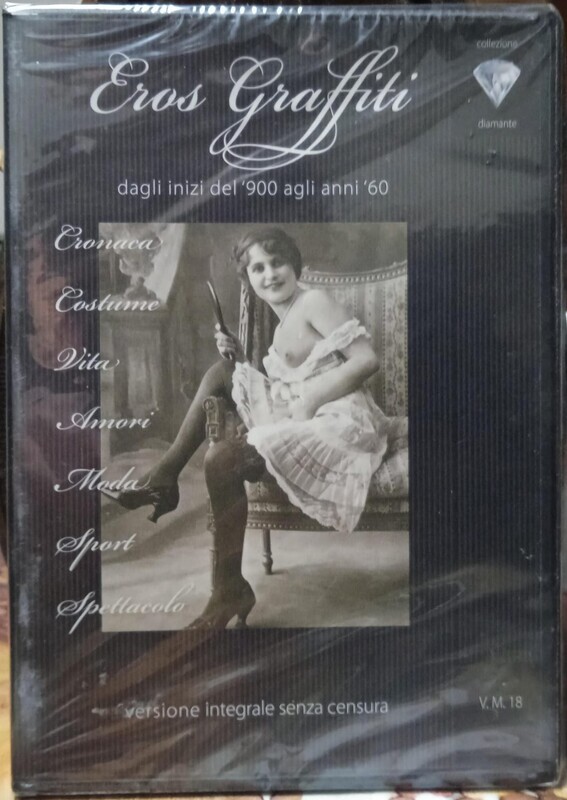 Eros Graffiti
collezione
diamante
dagli inizi del '900 agli anni '60
Cronaca
Costume
Vita
Amori
Moda
Sport
Spettacolo
versione integrale senza censura
V. M. 18